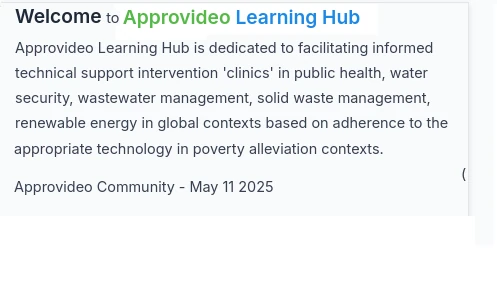 Welcome to Approvideo Learning Hub
Approvideo Learning Hub is dedicated to facilitating informed
technical support intervention 'clinics' in public health, water
security, wastewater management, solid waste management,
renewable energy in global contexts based on adherence to the
appropriate technology in poverty alleviation contexts.
(
Approvideo Community - May 11 2025